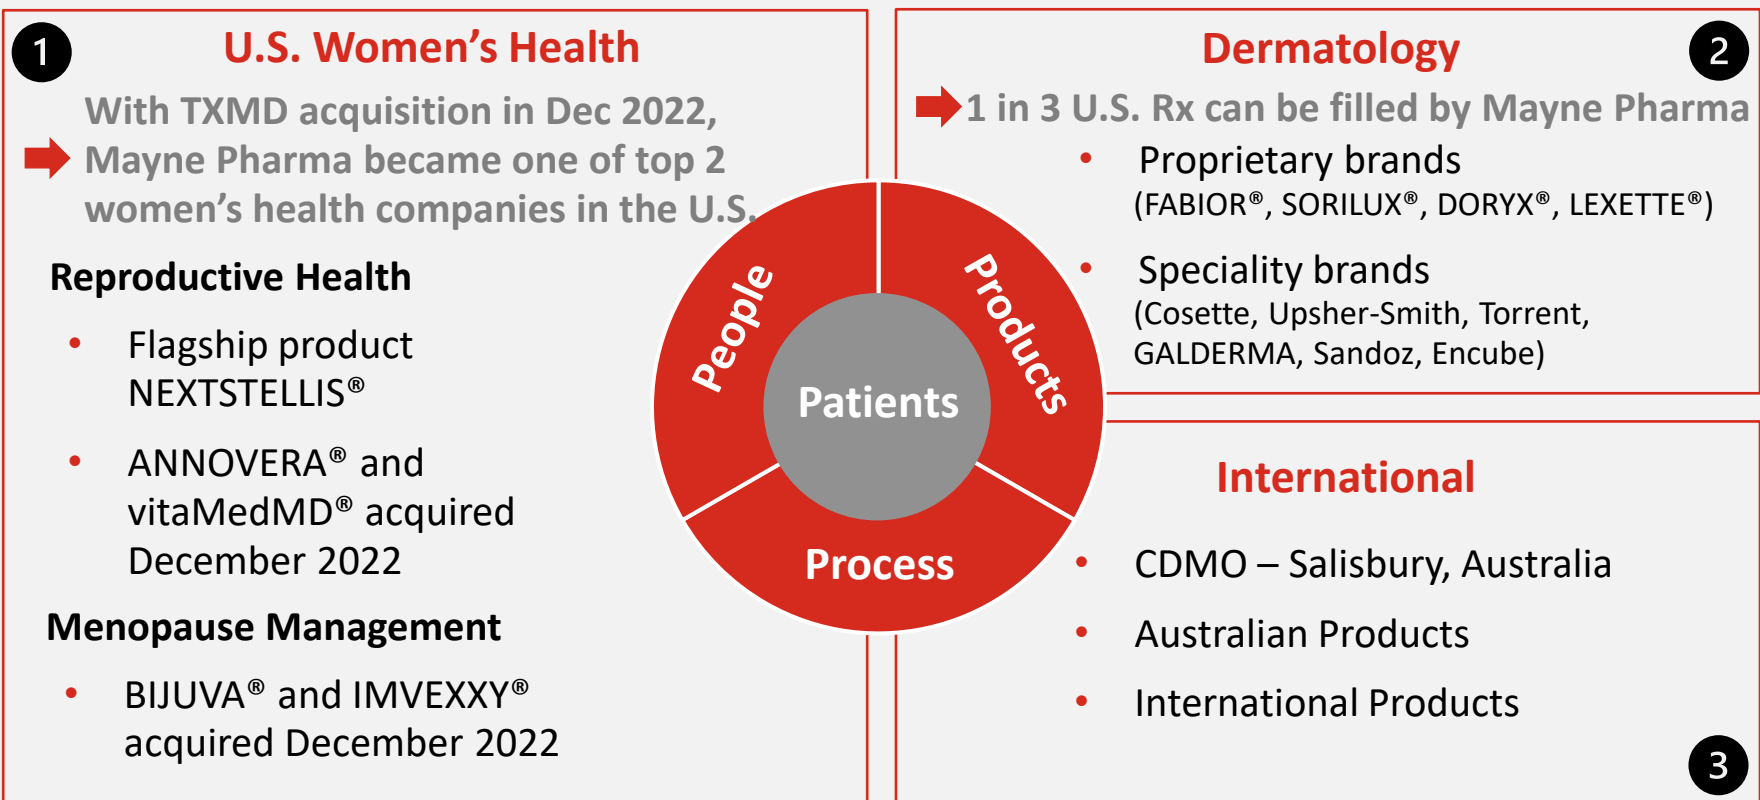 1
U.S. Women’s Health
With TXMD acquisition in Dec 2022,
Mayne Pharma became one of top 2
women’s health companies in the U.S.
Reproductive Health
• Flagship product
NEXTSTELLIS®
• ANNOVERA® and
vitaMedMD® acquired
December 2022
Menopause Management
• BIJUVA® and IMVEXXY®
acquired December 2022
People
Products
Patients
Process
Dermatology
2
1 in 3 U.S. Rx can be filled by Mayne Pharma
• Proprietary brands
(FABIOR®, SORILUX®, DORYX®, LEXETTE®)
• Speciality brands
(Cosette, Upsher-Smith, Torrent,
GALDERMA, Sandoz, Encube)
International
• CDMO – Salisbury, Australia
• Australian Products
• International Products
3